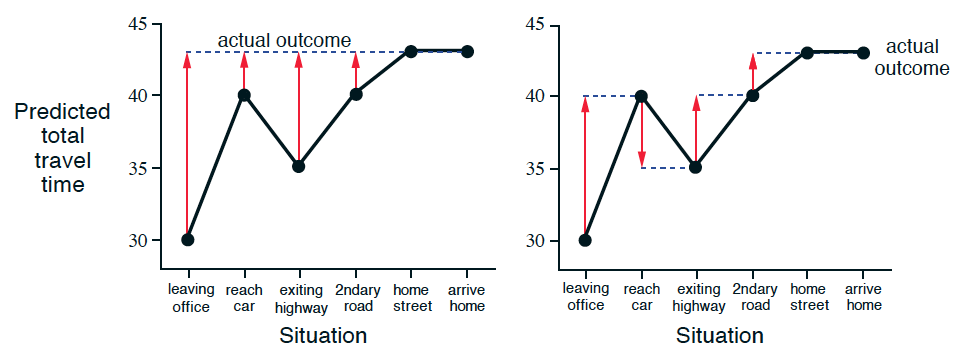 Predicted
total
travel
time
45
40
35
30
actual outcome
leaving
office
reach
car
exiting
highway
2ndary
road
home
street
arrive
home
Situation
45
40
35
30
actual
outcome
leaving
office
reach
car
exiting
highway
2ndary
road
home
street
arrive
home
Situation